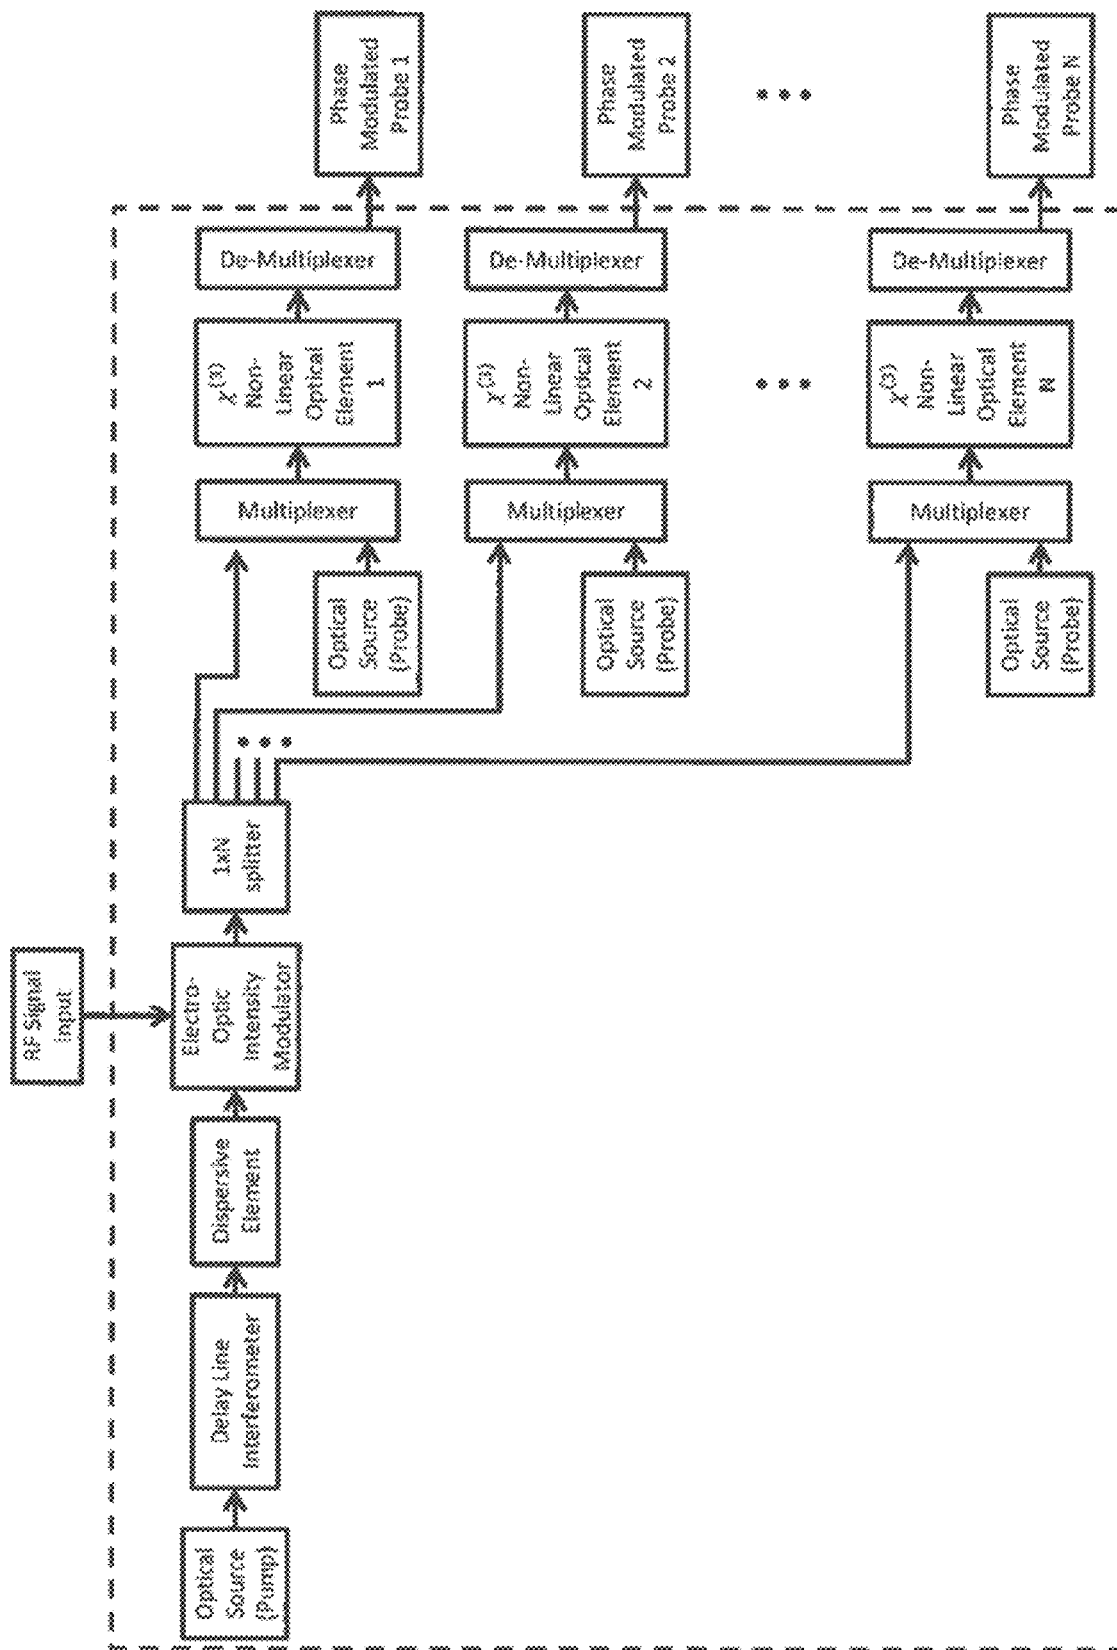 Optical
Source
(Pump)
Delay Line
Interferometer
Dispersive
Element
RF Signal
Input
Electro-
Optic
Intensity
Modulator
1xN
splitter
Optical
Source
(Probe)
Multiplexer
χ(3)
Non-
Linear
Optical
Element
1
De-Multiplexer
Phase
Modulated
Probe 1
Optical
Source
(Probe)
Multiplexer
χ(3)
Non-
Linear
Optical
Element
2
De-Multiplexer
Phase
Modulated
Probe 2
Optical
Source
(Probe)
Multiplexer
χ(3)
Non-
Linear
Optical
Element
N
De-Multiplexer
Phase
Modulated
Probe N